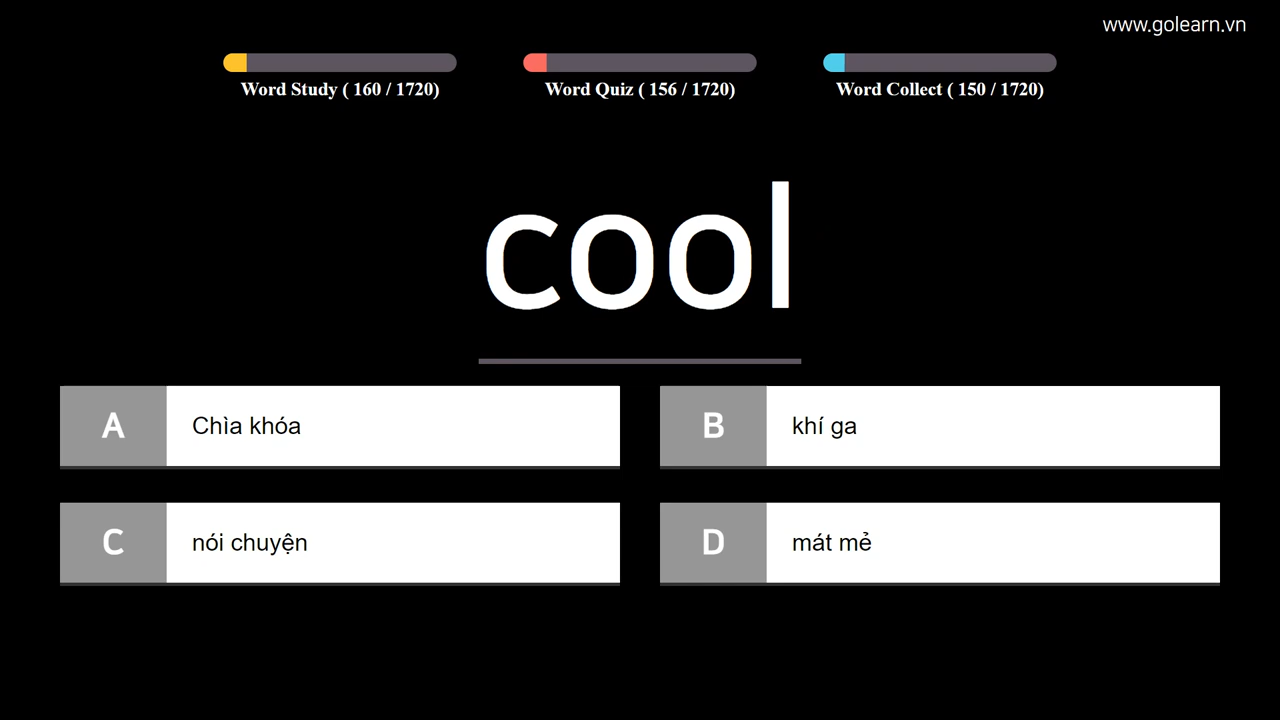 www.golearn.vn
Word Study ( 160 / 1720)
Word Quiz ( 156 / 1720)
Word Collect ( 150 / 1720)
cool
A Chìa khóa
B khí ga
C nói chuyện
D mát mẻ